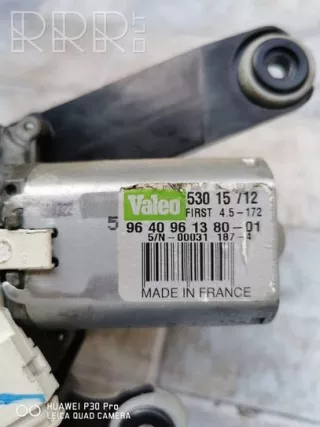 RRR
Valeo
530 15 /12
FIRST 4.5-172
5
96 40 96 13 80-01
S/N-00031 187-4
MADE IN FRANCE
HUAWEI P30 Pro
LEICA QUAD CAMERA